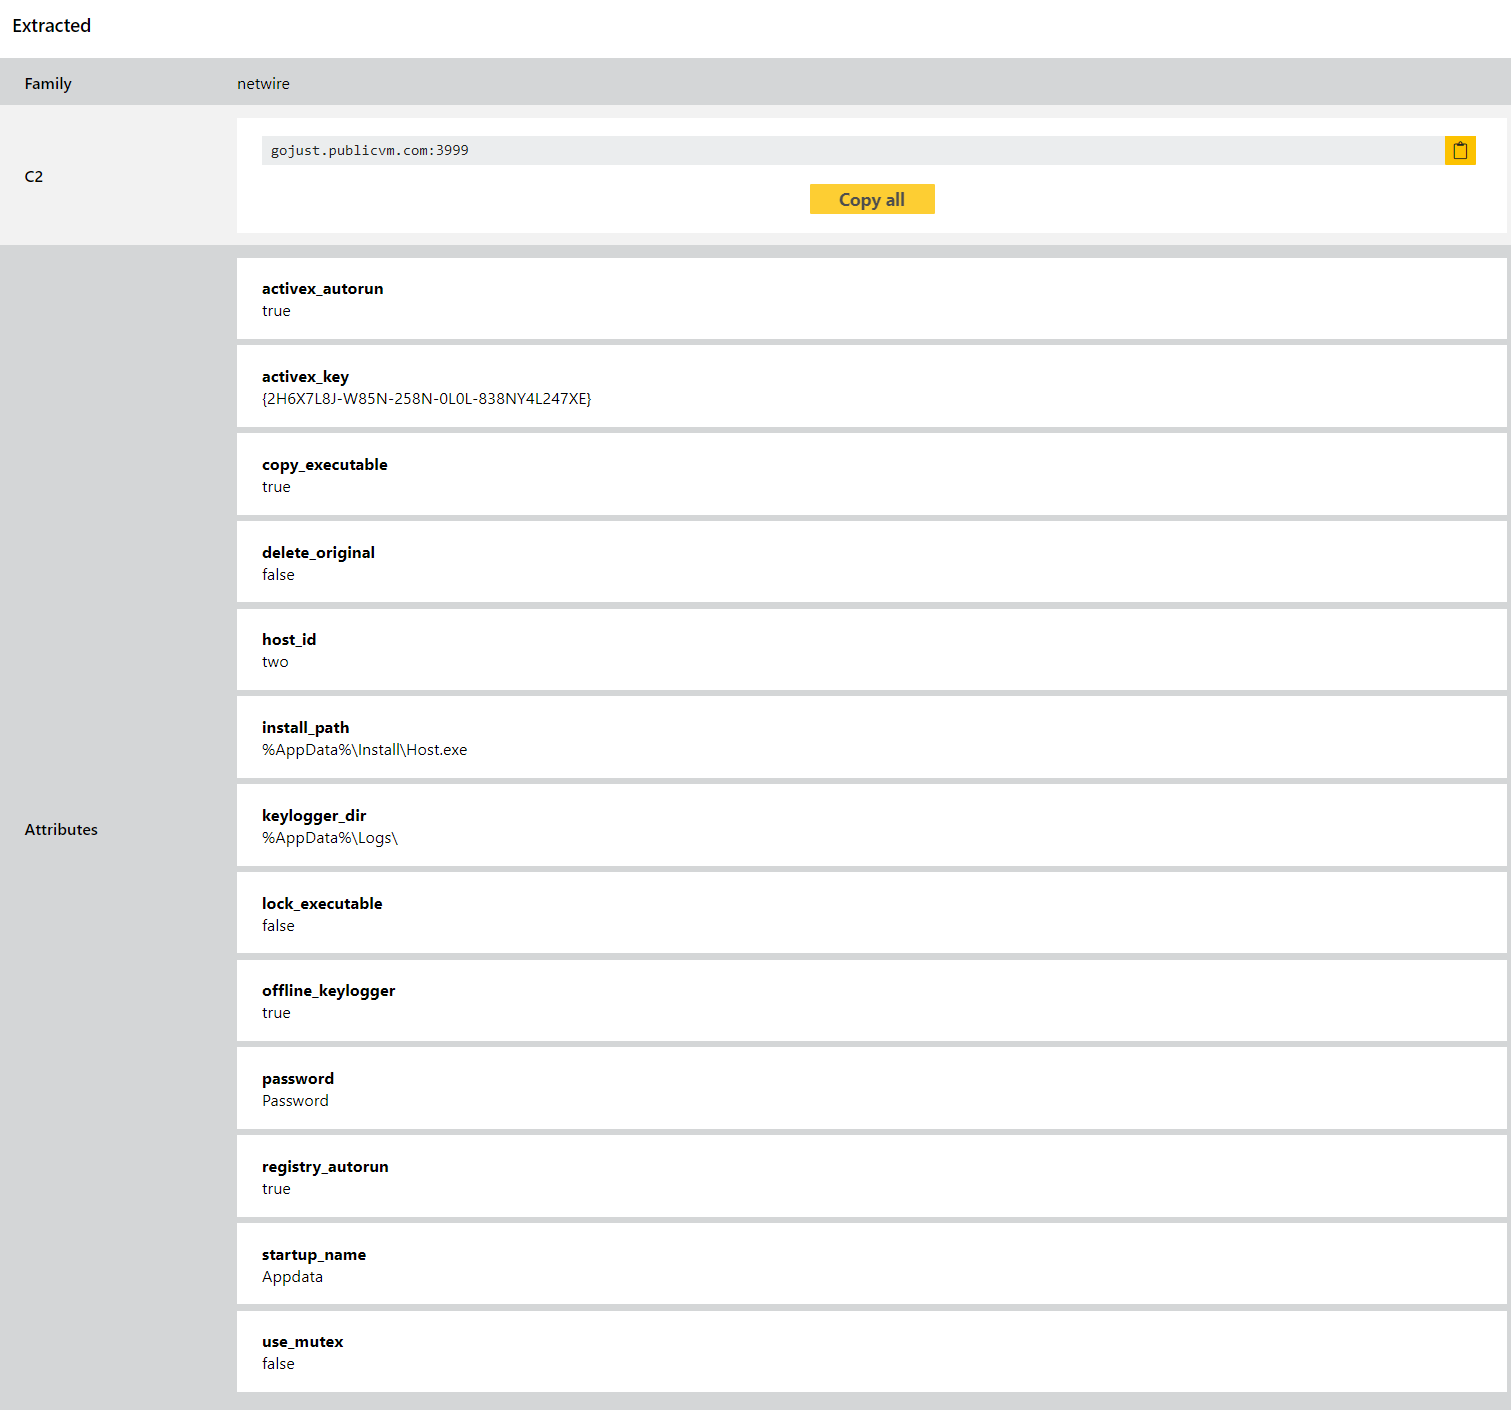 Extracted
Family
netwire
C2
gojust.publicvm.com:3999
Copy all
Attributes
activex_autorun
true
activex_key
{2H6X7L8J-W85N-258N-0L0L-838NY4L247XE}
copy_executable
true
delete_original
false
host_id
two
install_path
%AppData%\Install\Host.exe
keylogger_dir
%AppData%\Logs\
lock_executable
false
offline_keylogger
true
password
Password
registry_autorun
true
startup_name
Appdata
use_mutex
false